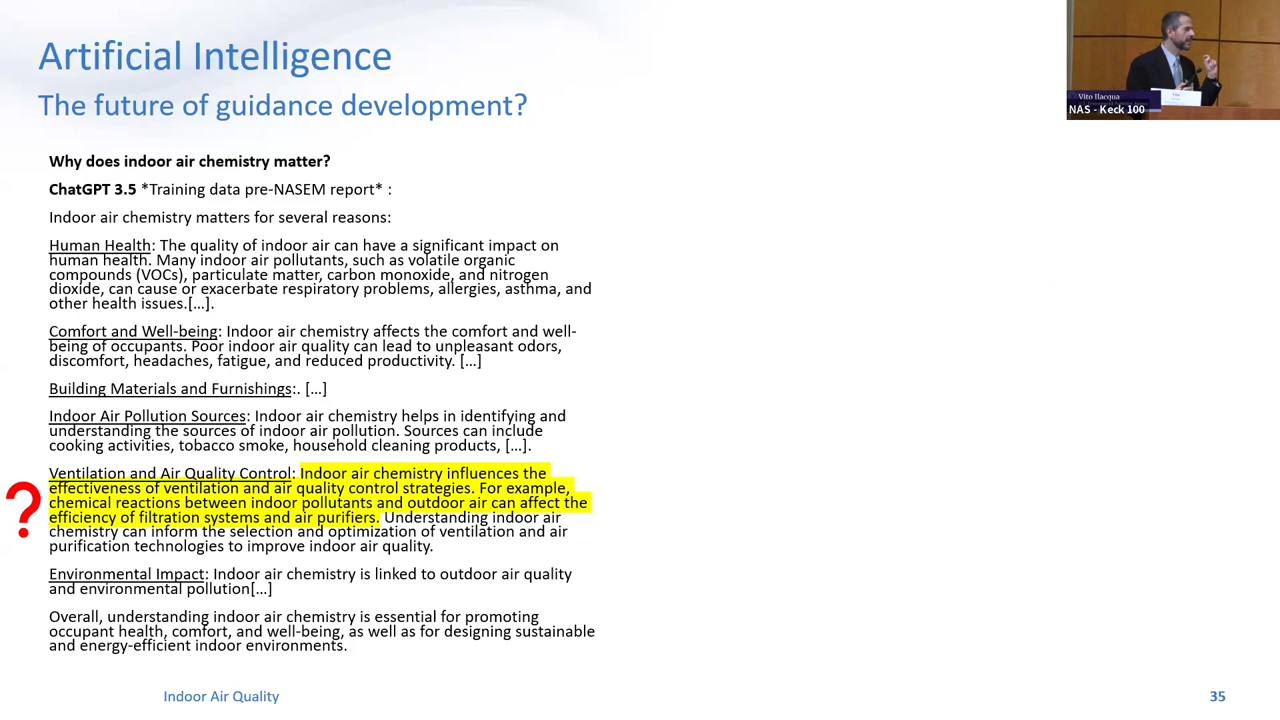 Artificial Intelligence
The future of guidance development?
Vito Ilacqua
NAS - Keck 100
Why does indoor air chemistry matter?
ChatGPT 3.5 *Training data pre-NASEM report* :
Indoor air chemistry matters for several reasons:
Human Health: The quality of indoor air can have a significant impact on
human health. Many indoor air pollutants, such as volatile organic
compounds (VOCs), particulate matter, carbon monoxide, and nitrogen
dioxide, can cause or exacerbate respiratory problems, allergies, asthma, and
other health issues.[...].
Comfort and Well-being: Indoor air chemistry affects the comfort and well-
being of occupants. Poor indoor air quality can lead to unpleasant odors,
discomfort, headaches, fatigue, and reduced productivity. [...]
Building Materials and Furnishings:. [...]
Indoor Air Pollution Sources: Indoor air chemistry helps in identifying and
understanding the sources of indoor air pollution. Sources can include
cooking activities, tobacco smoke, household cleaning products, [...].
Ventilation and Air Quality Control: Indoor air chemistry influences the
effectiveness of ventilation and air quality control strategies. For example,
chemical reactions between indoor pollutants and outdoor air can affect the
efficiency of filtration systems and air purifiers. Understanding indoor air
chemistry can inform the selection and optimization of ventilation and air
purification technologies to improve indoor air quality.
?
Environmental Impact: Indoor air chemistry is linked to outdoor air quality
and environmental pollution[...]
Overall, understanding indoor air chemistry is essential for promoting
occupant health, comfort, and well-being, as well as for designing sustainable
and energy-efficient indoor environments.
Indoor Air Quality
35